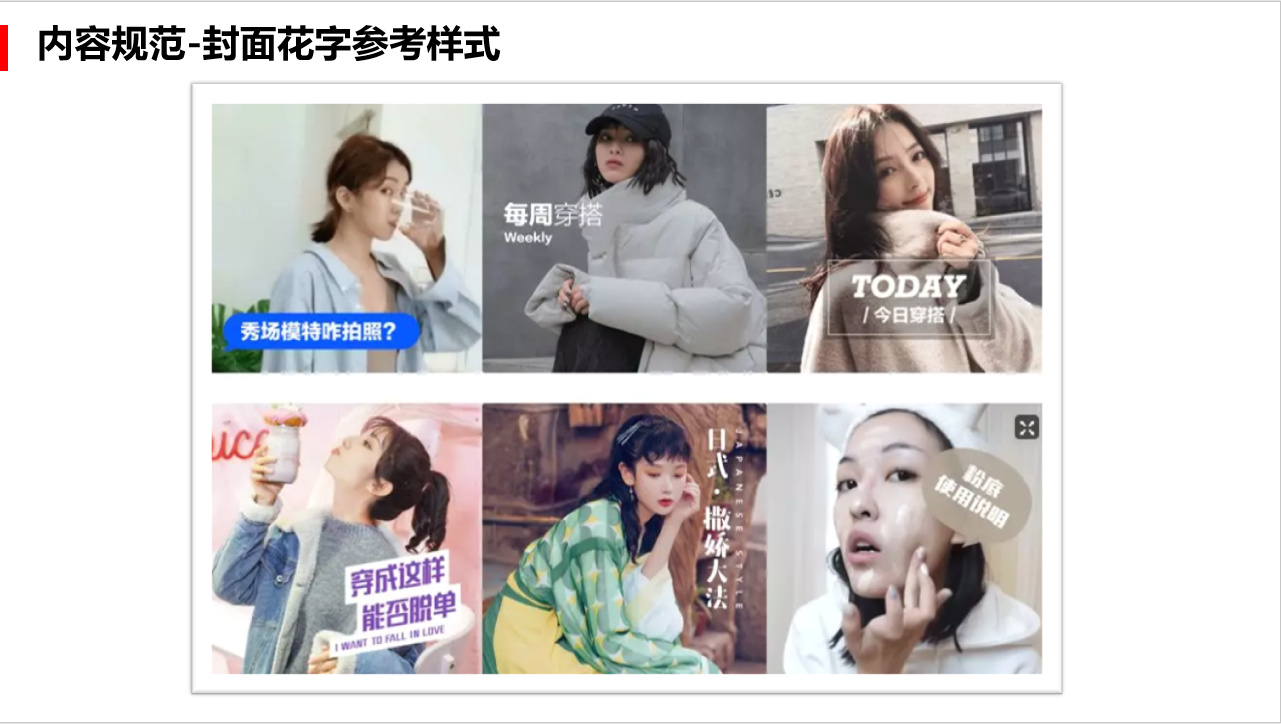 内容规范-封面花字参考样式
秀场模特咋拍照？
每周穿搭
Weekly
TODAY
/ 今日穿搭 /
穿成这样
能否脱单
I WANT TO FALL IN LOVE
日式·撒娇大法
JAPANESE STYLE
粉底
使用说明